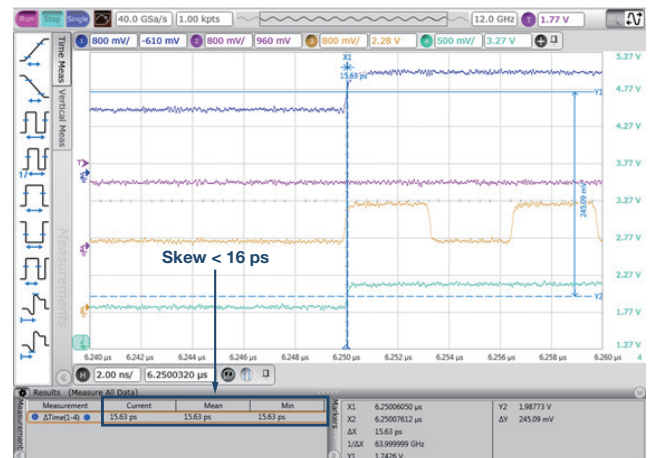 Run Stop Single 40.0 GSa/s 1.00 kpts 12.0 GHz T 1.77 V
1 800 mV/ -610 mV 2 800 mV/ 960 mV 3 800 mV/ 2.28 V 4 500 mV/ 3.27 V
Time Meas
Vertical Meas
Measurements
X1
15.63 ps
5.27 V
4.77 V
4.27 V
3.77 V
3.27 V
2.77 V
2.27 V
1.77 V
1.27 V
Y1
245.09 mV
Y2
T
1/
Skew < 16 ps
6.240 µs 6.242 µs 6.244 µs 6.246 µs 6.248 µs 6.250 µs 6.252 µs 6.254 µs 6.256 µs 6.258 µs 6.260 µs 4
H 2.00 ns/ 6.2500320 µs
Results (Measure All Data)
Measurements
Measurement Current Mean Min
ΔTime(1-4) 15.63 ps 15.63 ps 15.63 ps
Markers
X1 6.25006050 µs Y2 1.98773 V
X2 6.25007612 µs ΔY 245.09 mV
ΔX 15.63 ps
1/ΔX 63.999999 GHz
Y1 1.7426 V